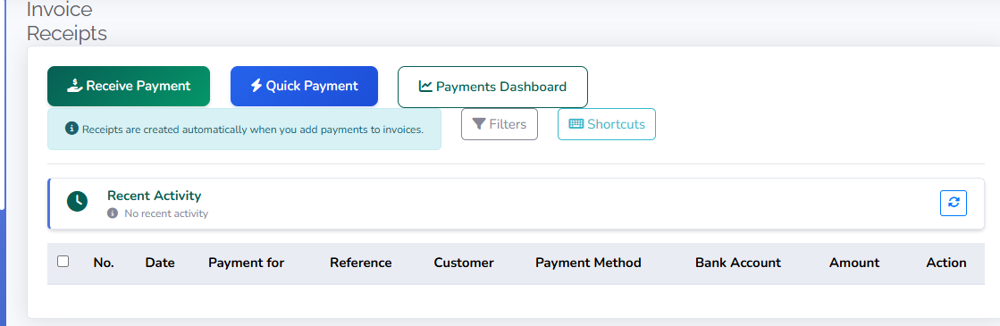 Invoice
Receipts
Receive Payment
Quick Payment
Payments Dashboard
Receipts are created automatically when you add payments to invoices.
Filters
Shortcuts
Recent Activity
No recent activity
No. Date Payment for Reference Customer Payment Method Bank Account Amount Action